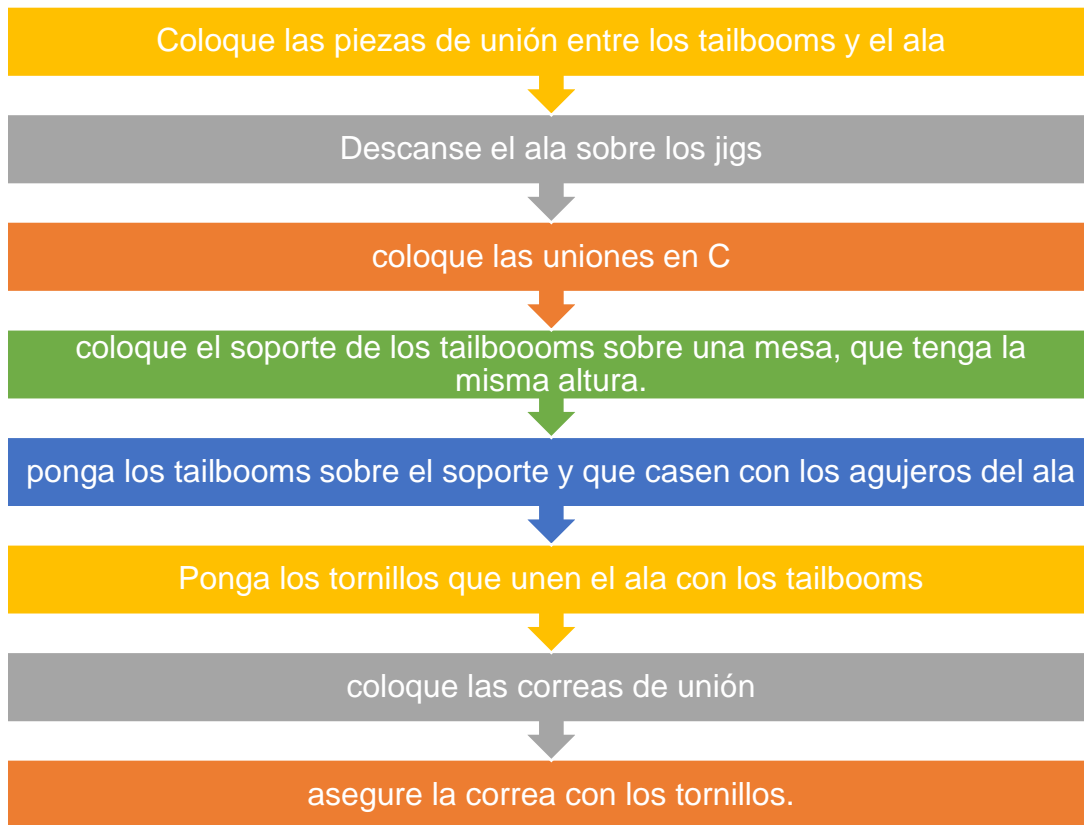 Coloque las piezas de unión entre los tailbooms y el ala
Descanse el ala sobre los jigs
coloque las uniones en C
coloque el soporte de los tailboooms sobre una mesa, que tenga la
misma altura.
ponga los tailbooms sobre el soporte y que casen con los agujeros del ala
Ponga los tornillos que unen el ala con los tailbooms
coloque las correas de unión
asegure la correa con los tornillos.